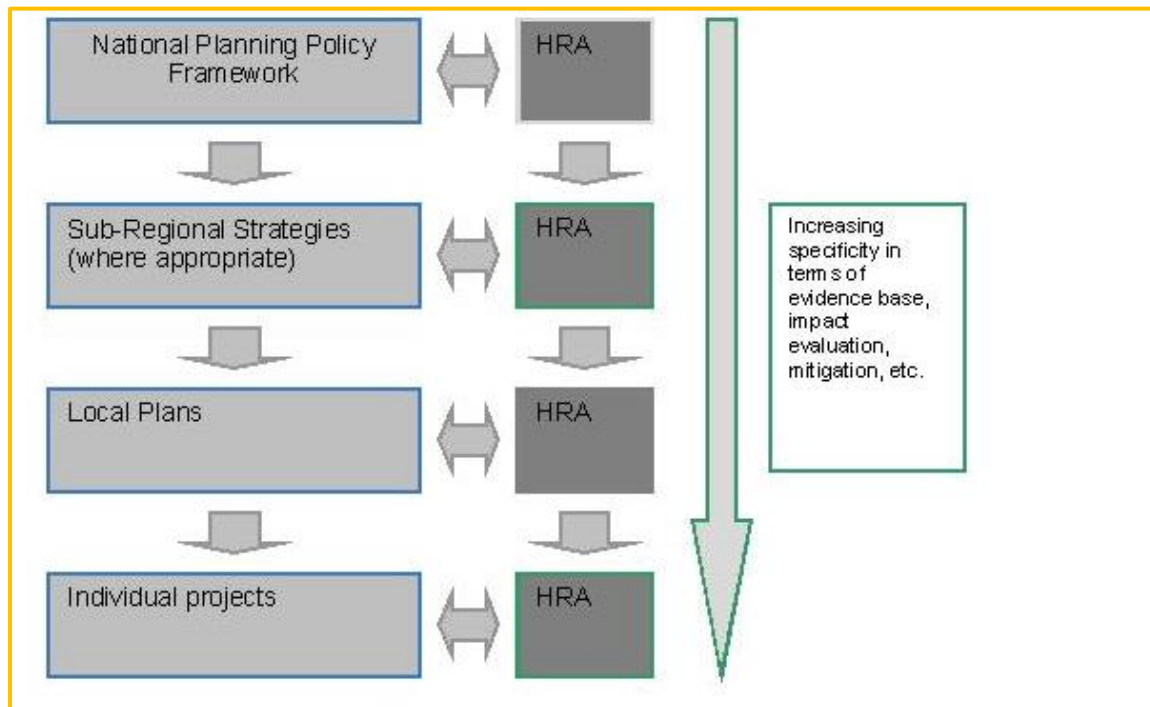 National Planning Policy
Framework
HRA
Sub-Regional Strategies
(where appropriate)
HRA
Increasing
specificity in
terms of
evidence base,
impact
evaluation,
mitigation, etc.
Local Plans
HRA
Individual projects
HRA